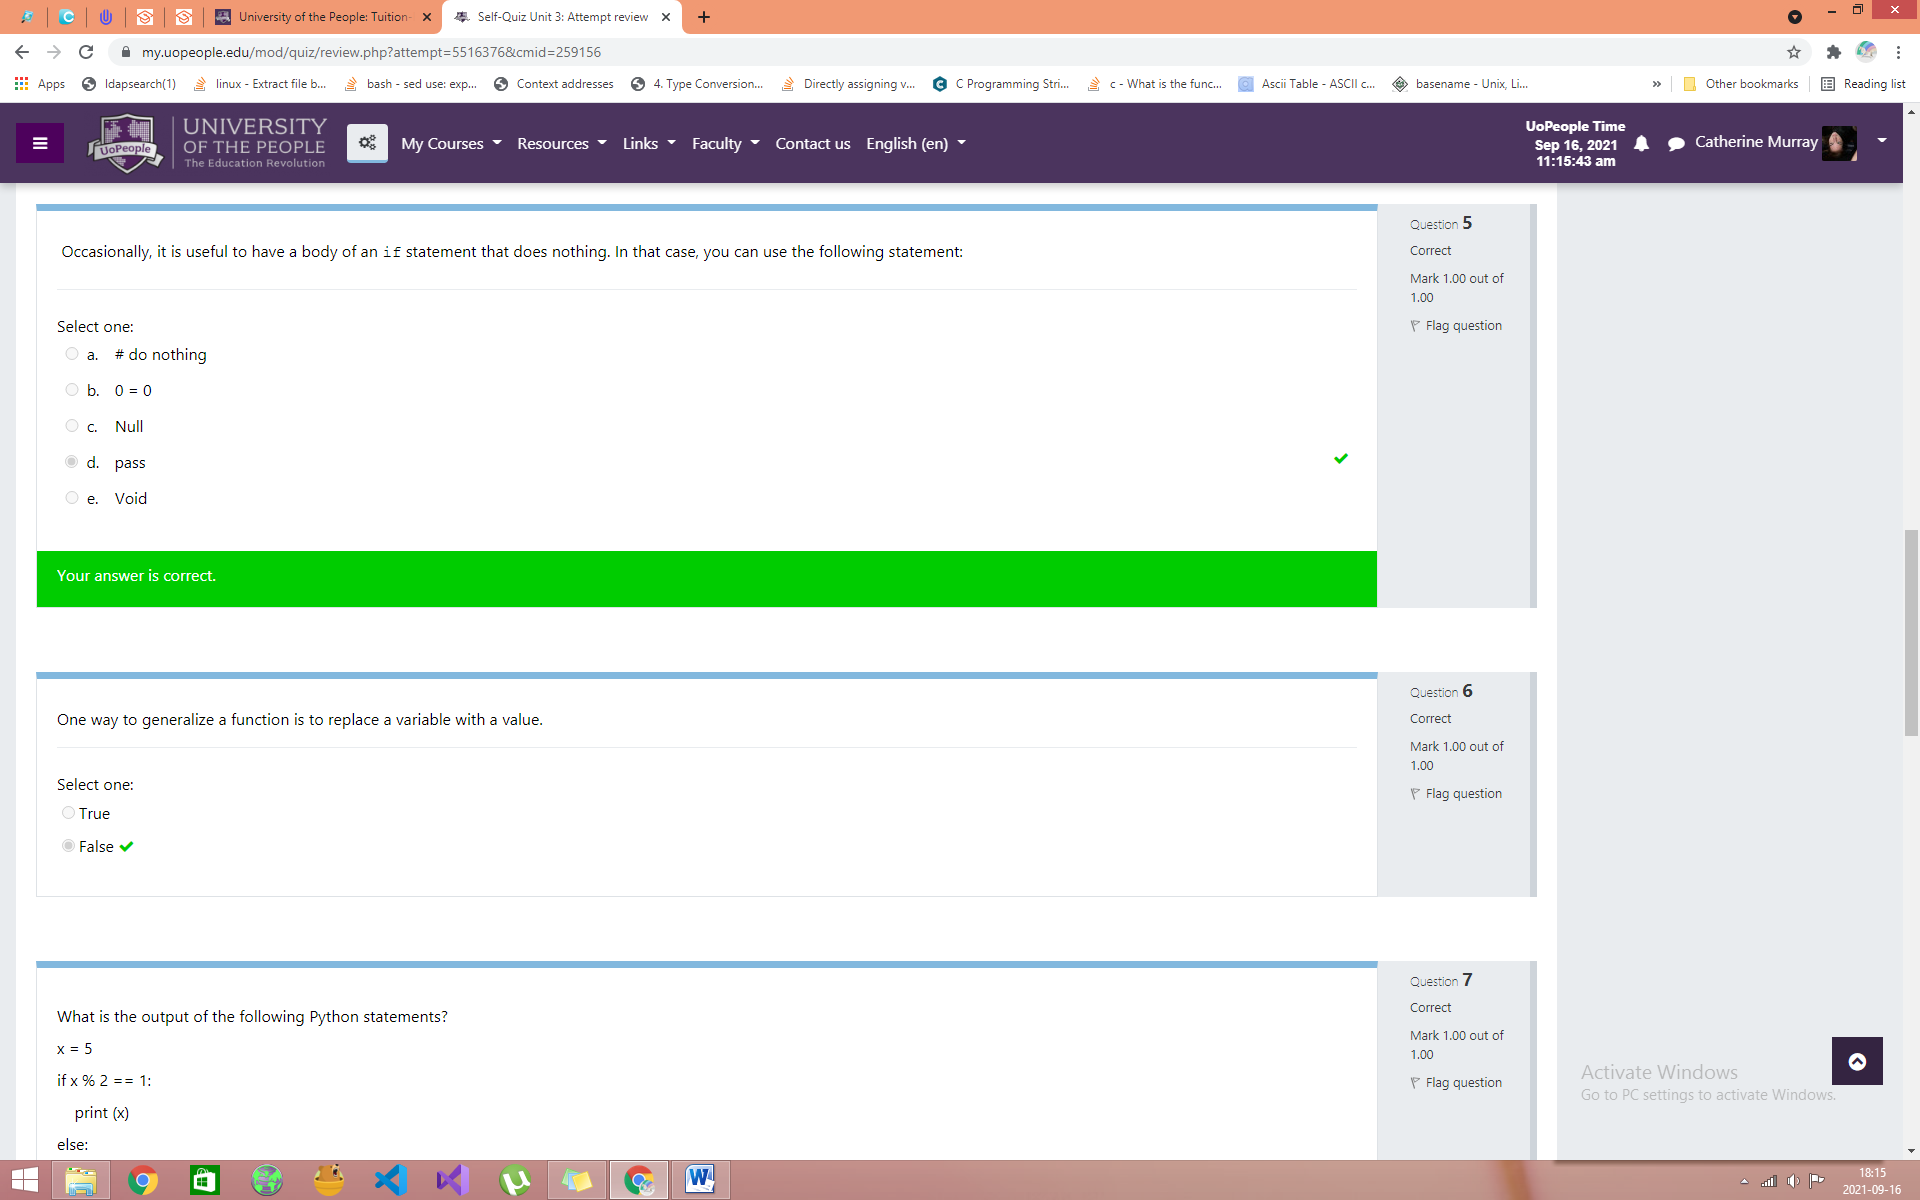 University of the People: Tuition-
Self-Quiz Unit 3: Attempt review
my.uopeople.edu/mod/quiz/review.php?attempt=5516376&cmid=259156
Apps
ldapsearch(1)
linux - Extract file b...
bash - sed use: exp...
Context addresses
4. Type Conversion...
Directly assigning v...
C Programming Stri...
c - What is the func...
Ascii Table - ASCII c...
basename - Unix, Li...
»
Other bookmarks
Reading list
UoPeople
UNIVERSITY
OF THE PEOPLE
The Education Revolution
My Courses
Resources
Links
Faculty
Contact us
English (en)
UoPeople Time
Sep 16, 2021
11:15:43 am
Catherine Murray
Occasionally, it is useful to have a body of an if statement that does nothing. In that case, you can use the following statement:
Select one:
a. # do nothing
b. 0 = 0
c. Null
d. pass
e. Void
Your answer is correct.
Question 5
Correct
Mark 1.00 out of
1.00
Flag question
One way to generalize a function is to replace a variable with a value.
Select one:
True
False
Question 6
Correct
Mark 1.00 out of
1.00
Flag question
What is the output of the following Python statements?
x = 5
if x % 2 == 1:
print (x)
else:
Question 7
Correct
Mark 1.00 out of
1.00
Flag question
Activate Windows
Go to PC settings to activate Windows.
18:15
2021-09-16